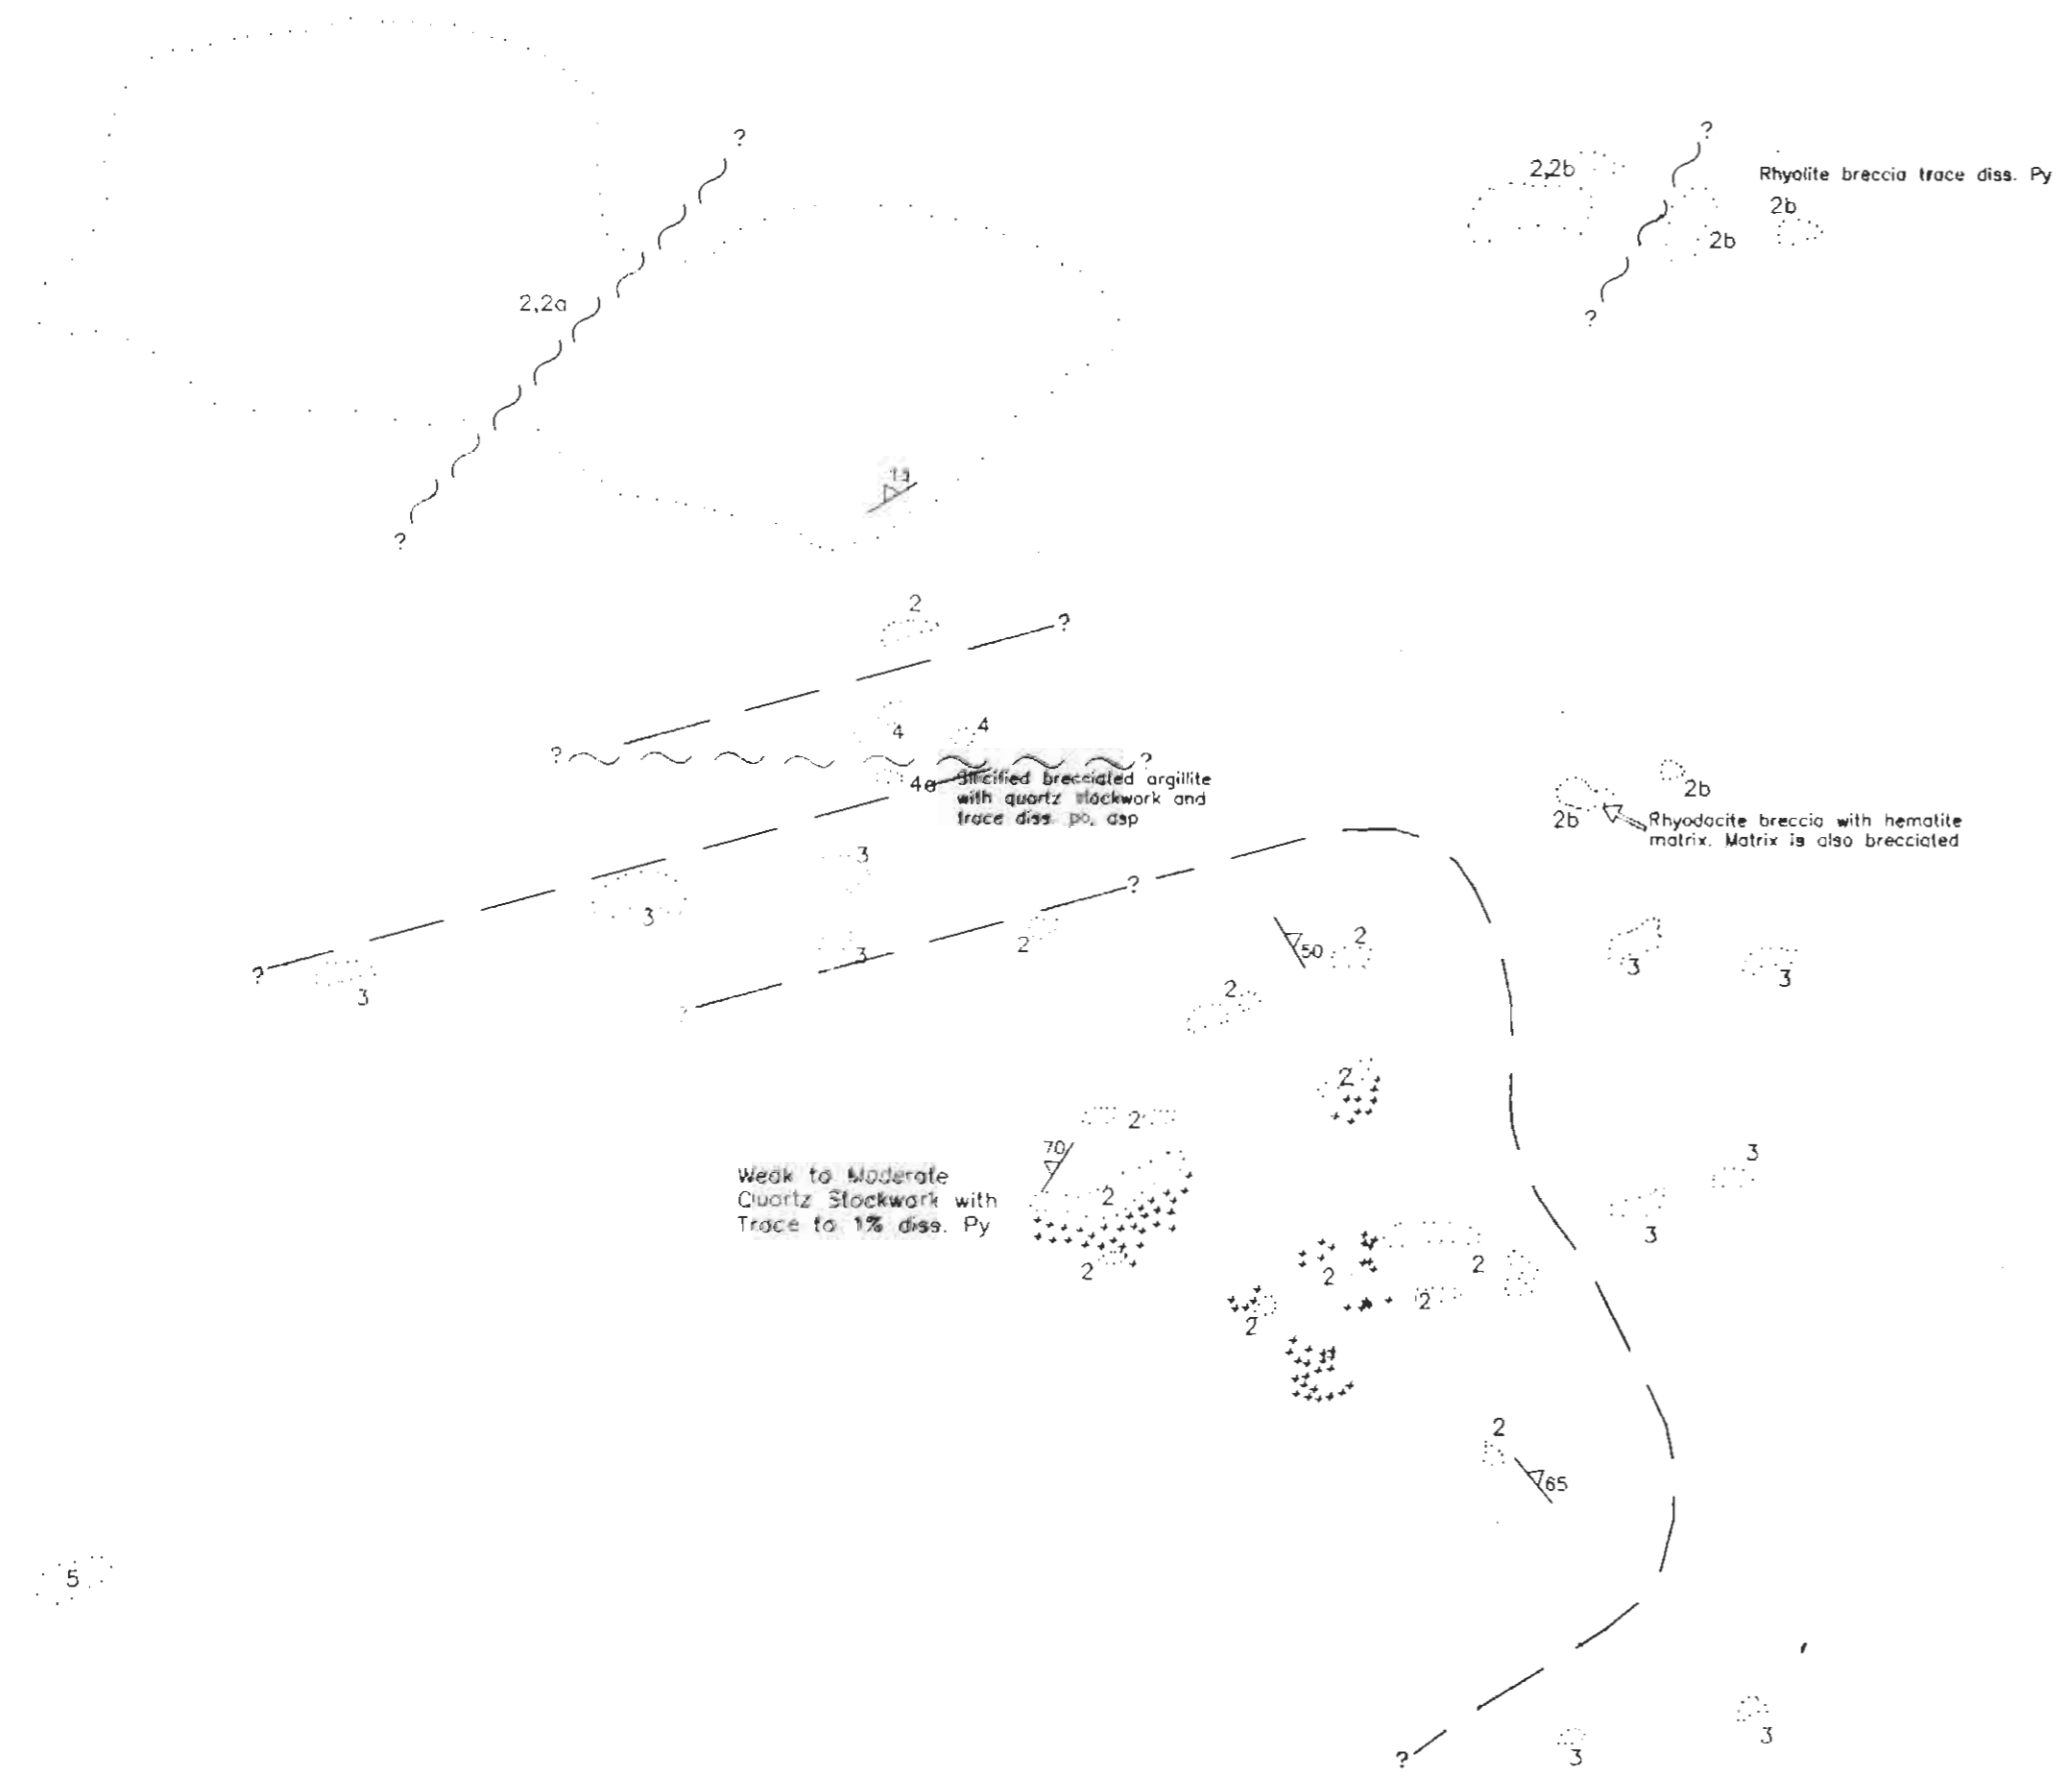 ?
?
2,2b
Rhyolite breccia trace diss. Py
2b
2b
2,2a
?
?
2
?
4
4
?
?
4a
Silicified brecciated argillite
with quartz stockwork and
trace diss. po, asp
2b
2b
Rhyodacite breccia with hematite
matrix. Matrix is also brecciated
3
?
3
2
2
50
3
3
3
?
3
2
?
2
2
70
3
Weak to Moderate
Quartz Stockwork with
Trace to 1% diss. Py
2
3
2
2
2
2
2
2
65
5
3
3
?